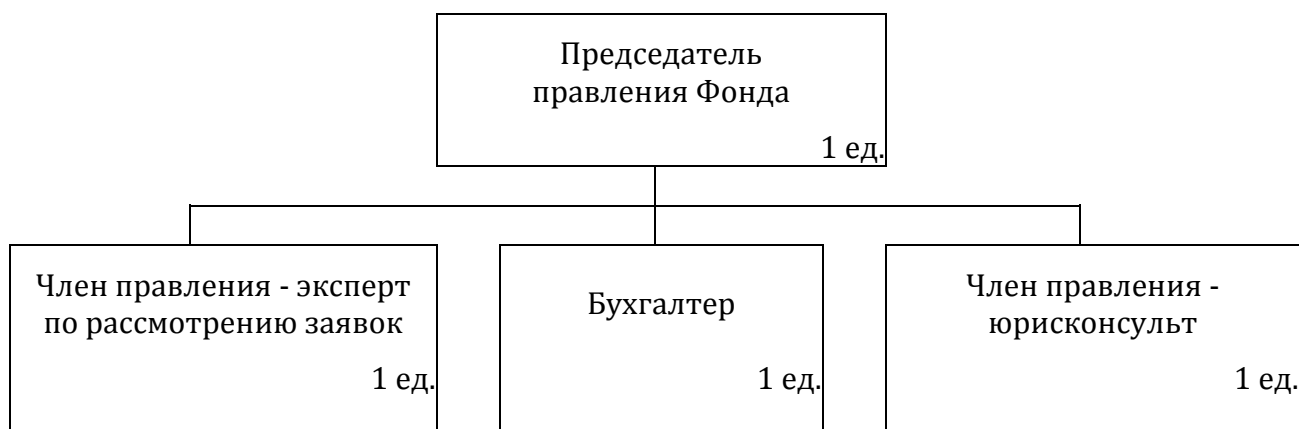 Председатель
правления Фонда
1 ед.
Член правления - эксперт
по рассмотрению заявок
1 ед.
Бухгалтер
1 ед.
Член правления -
юрисконсульт
1 ед.